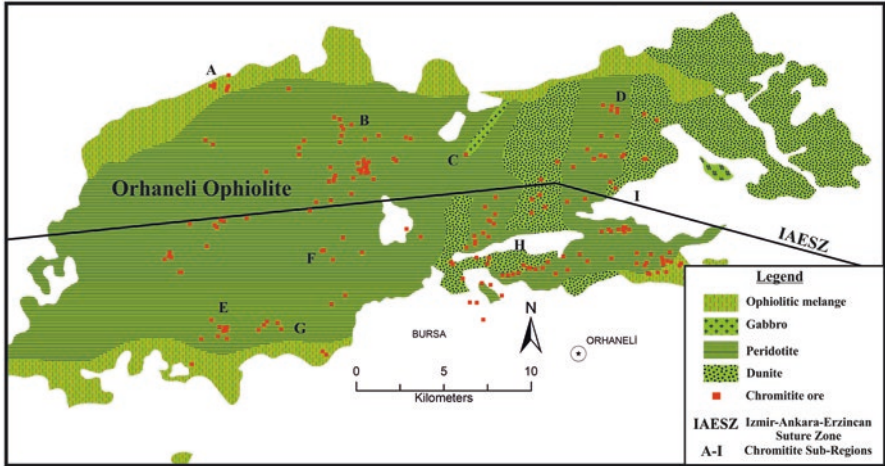 A
B
D
C
Orhaneli Ophiolite
I
IAESZ
H
F
E
G
N
BURSA
ORHANELİ
0 5 10
Kilometers
Legend
Ophiolitic melange
Gabbro
Peridotite
Dunite
Chromitite ore
IAESZ Izmir-Ankara-Erzincan
Suture Zone
A-I Chromitite Sub-Regions